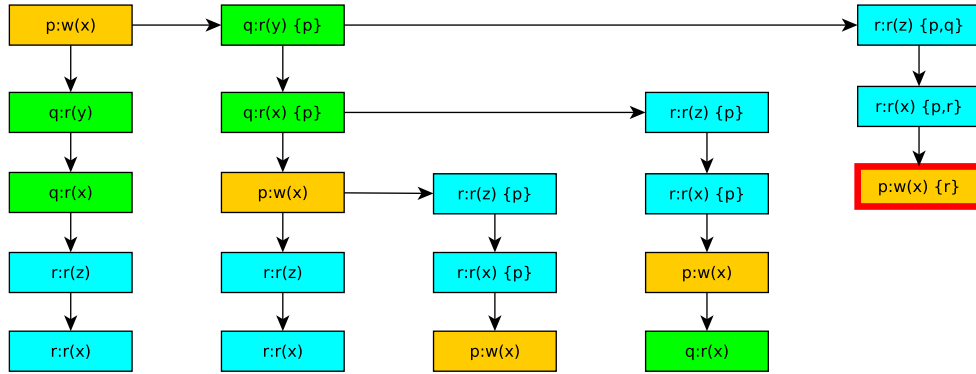 p:w(x)
q:r(y) {p}
r:r(z) {p,q}
q:r(y)
q:r(x) {p}
r:r(z) {p}
r:r(x) {p,r}
q:r(x)
p:w(x)
r:r(z) {p}
r:r(x) {p}
p:w(x) {r}
r:r(z)
r:r(z)
r:r(x) {p}
p:w(x)
r:r(x)
r:r(x)
p:w(x)
q:r(x)